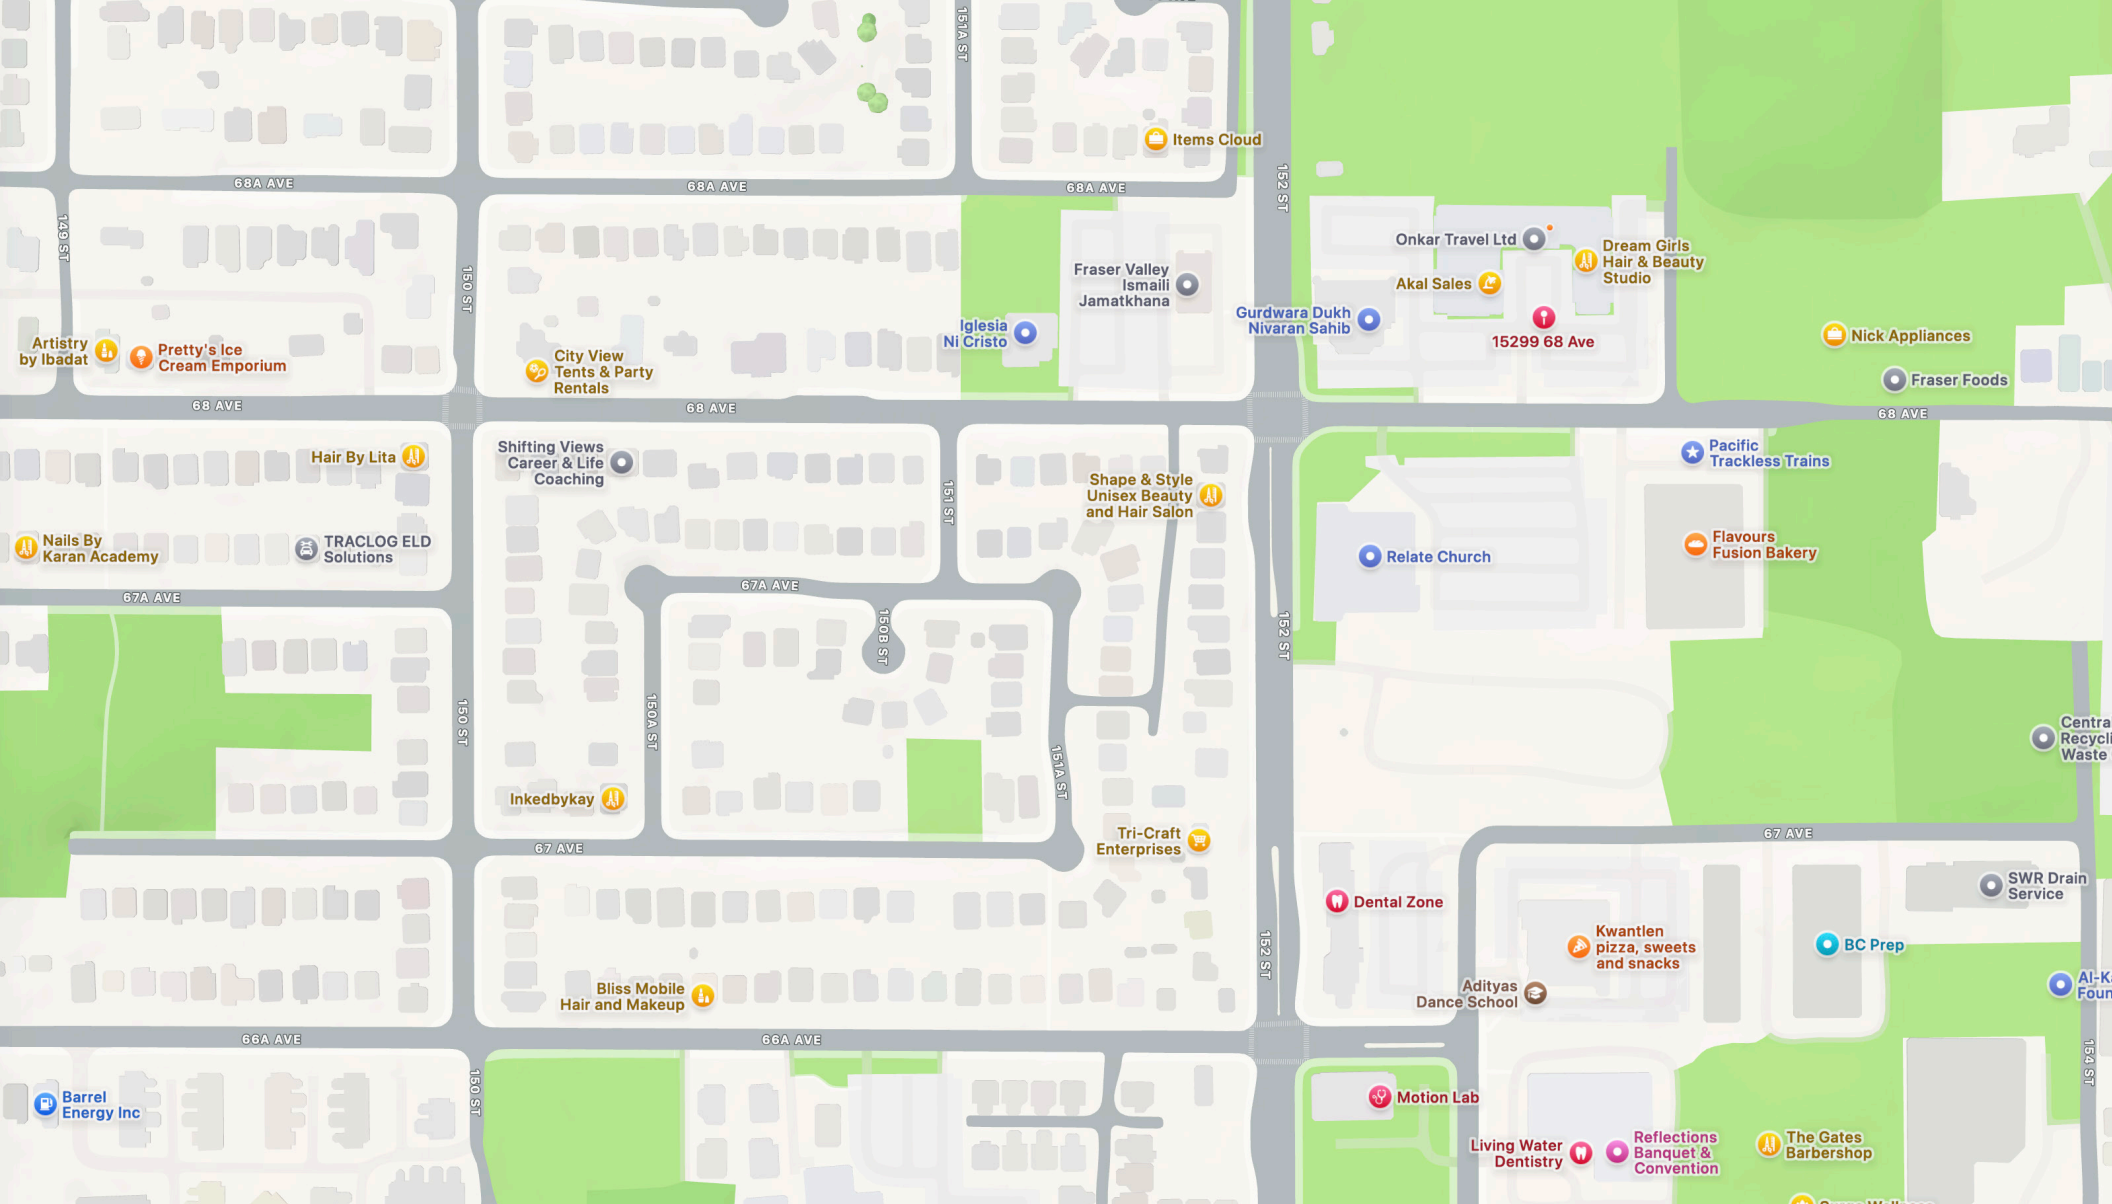 151A ST
Items Cloud
68A AVE
68A AVE
68A AVE
152 ST
149 ST
150 ST
Onkar Travel Ltd
Dream Girls
Hair & Beauty
Studio
Akal Sales
Fraser Valley
Ismaili
Jamatkhana
Gurdwara Dukh
Nivaran Sahib
Iglesia
Ni Cristo
15299 68 Ave
Nick Appliances
Fraser Foods
Artistry
by Ibadat
Pretty's Ice
Cream Emporium
City View
Tents & Party
Rentals
68 AVE
68 AVE
68 AVE
Hair By Lita
Shifting Views
Career & Life
Coaching
151 ST
Shape & Style
Unisex Beauty
and Hair Salon
Pacific
Trackless Trains
Nails By
Karan Academy
TRACLOG ELD
Solutions
Relate Church
Flavours
Fusion Bakery
67A AVE
67A AVE
150B ST
152 ST
150 ST
150A ST
151A ST
Centra
Recycli
Waste
Inkedbykay
Tri-Craft
Enterprises
67 AVE
67 AVE
Dental Zone
SWR Drain
Service
Kwantlen
pizza, sweets
and snacks
BC Prep
152 ST
Bliss Mobile
Hair and Makeup
Adityas
Dance School
Al-K
Foun
66A AVE
66A AVE
154 ST
150 ST
Barrel
Energy Inc
Motion Lab
Living Water
Dentistry
Reflections
Banquet &
Convention
The Gates
Barbershop